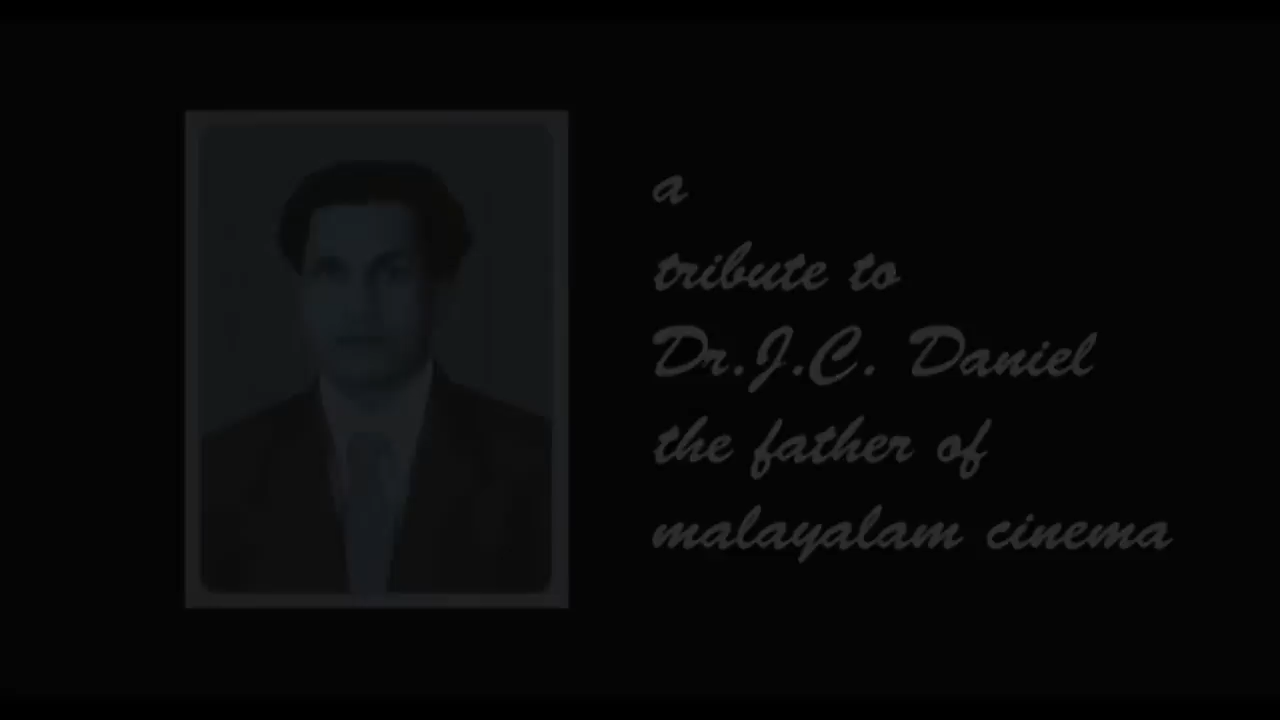 a
tribute to
Dr.J.C. Daniel
the father of
malayalam cinema